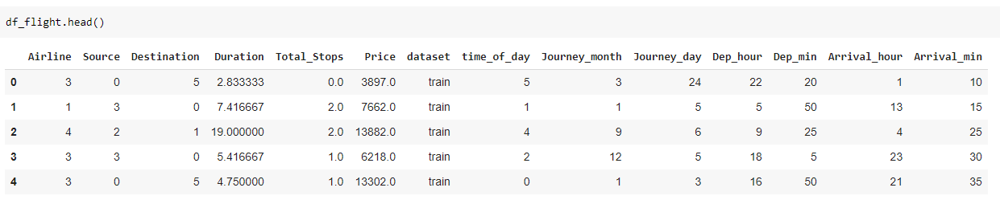 df_flight.head()
Airline Source Destination Duration Total_Stops Price dataset time_of_day Journey_month Journey_day Dep_hour Dep_min Arrival_hour Arrival_min
0 3 0 5 2.833333 0.0 3897.0 train 5 3 24 22 20 1 10
1 1 3 0 7.416667 2.0 7662.0 train 1 1 5 5 50 13 15
2 4 2 1 19.000000 2.0 13882.0 train 4 9 6 9 25 4 25
3 3 3 0 5.416667 1.0 6218.0 train 2 12 5 18 5 23 30
4 3 0 5 4.750000 1.0 13302.0 train 0 1 3 16 50 21 35